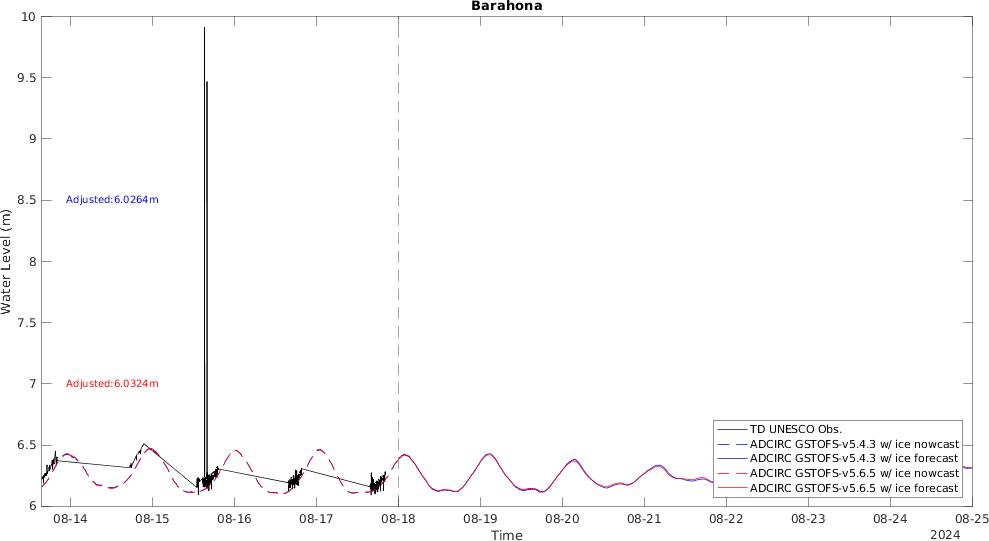 Barahona
10
9.5
9
8.5
8
7.5
7
6.5
6
Water Level (m)
Adjusted:6.0264m
Adjusted:6.0324m
TD UNESCO Obs.
ADCIRC GSTOFS-v5.4.3 w/ ice nowcast
ADCIRC GSTOFS-v5.4.3 w/ ice forecast
ADCIRC GSTOFS-v5.6.5 w/ ice nowcast
ADCIRC GSTOFS-v5.6.5 w/ ice forecast
08-14 08-15 08-16 08-17 08-18 08-19 08-20 08-21 08-22 08-23 08-24 08-25
Time
2024